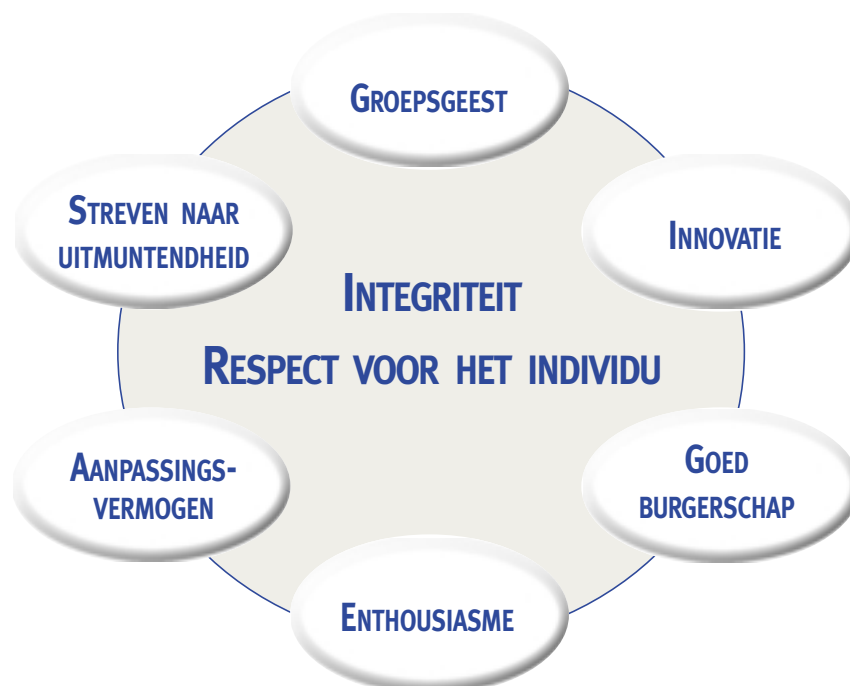 GROEPSGEEST
STREVEN NAAR
UITMUNTENDHEID
INNOVATIE
INTEGRITEIT
RESPECT VOOR HET INDIVIDU
AANPASSINGS-
VERMOGEN
GOED
BURGERSCHAP
ENTHOUSIASME